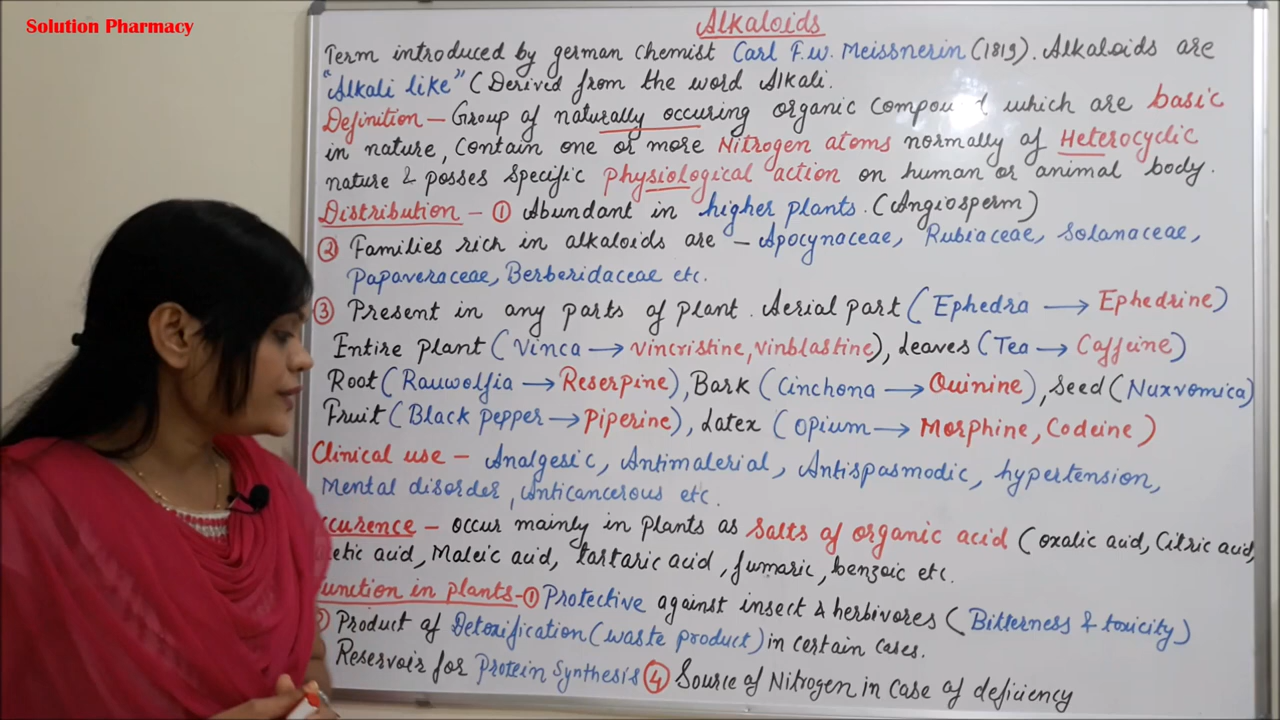 Solution Pharmacy
Alkaloids
Term introduced by german chemist Carl F.W. Meissnerin (1819). Alkaloids are
"Alkali like" (Derived from the word Alkali.
Definition - Group of naturally occuring organic compou d which are basic
in nature, contain one or more Nitrogen atoms normally of Heterocyclic
nature & posses specific physiological action on human or animal body.
Distribution - ① Abundant in higher plants. (Angiosperm)
② Families rich in alkaloids are - Apocynaceae, Rubiaceae, Solanaceae,
Papaveraceae, Berberidaceae etc.
③ Present in any parts of plant. Aerial part (Ephedra → Ephedrine)
Entire plant (Vinca → vincristine, vinblastine), Leaves (Tea → Caffeine)
Root (Rauwolfia → Reserpine), Bark (Cinchona → Quinine), Seed (Nuxvomica)
Fruit (Black pepper → Piperine), Latex (Opium → Morphine, Codeine)
Clinical use - Analgesic, Antimalerial, Antispasmodic, hypertension,
Mental disorder, Anticancerous etc.
ccurence - occur mainly in plants as salts of organic acid (oxalic acid, Citric acid,
etic acid, Maleic acid, tartaric acid, fumaric, benzoic etc.
unction in plants - ① Protective against insect & herbivores (Bitterness & toxicity)
Product of Detoxification (waste product) in certain cases.
Reservoir for Protein Synthesis ④ Source of Nitrogen in case of deficiency